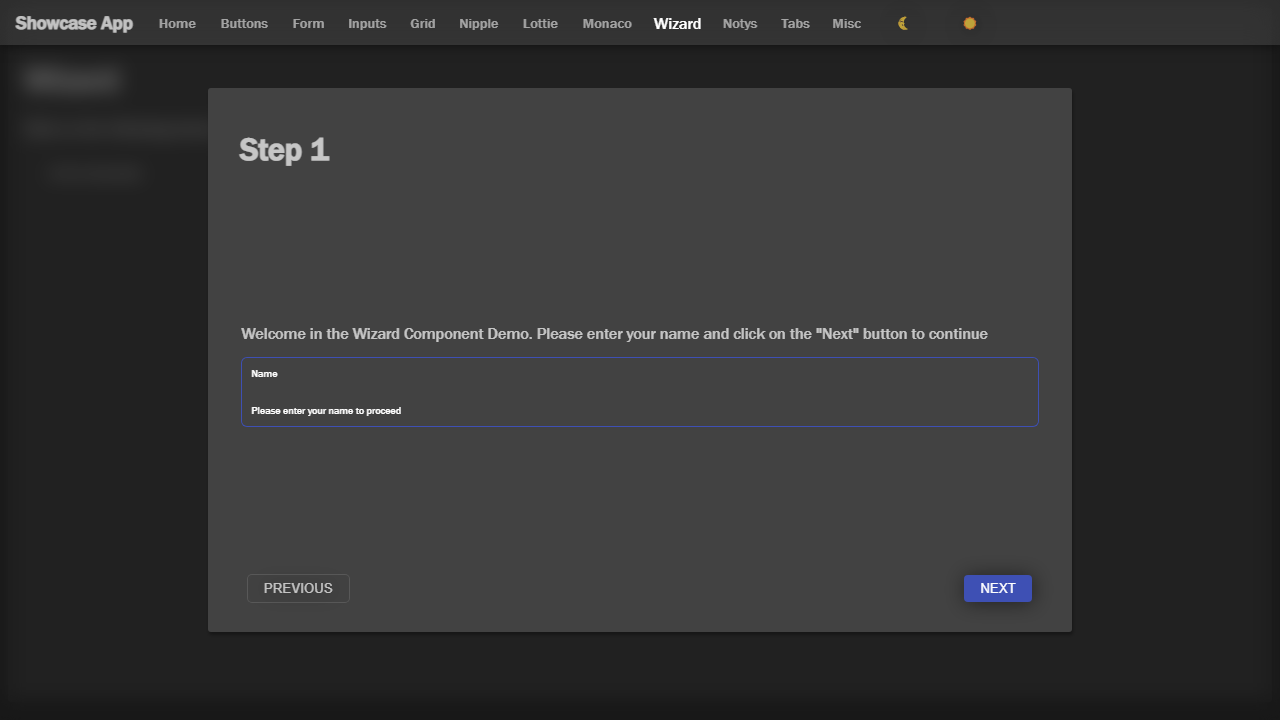 Showcase App Home Buttons Form Inputs Grid Nipple Lottie Monaco Wizard Notys Tabs Misc
Step 1
Welcome in the Wizard Component Demo. Please enter your name and click on the "Next" button to continue
Name
Please enter your name to proceed
PREVIOUS NEXT